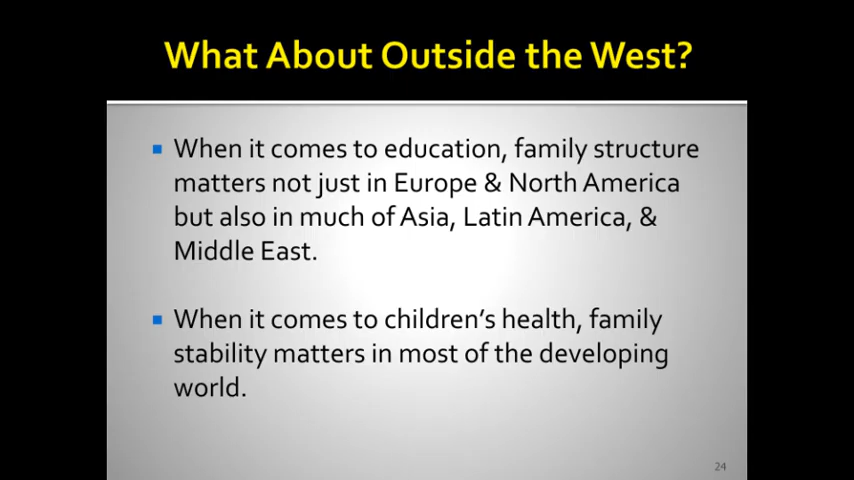 What About Outside the West?
When it comes to education, family structure
matters not just in Europe & North America
but also in much of Asia, Latin America, &
Middle East.
When it comes to children's health, family
stability matters in most of the developing
world.
24